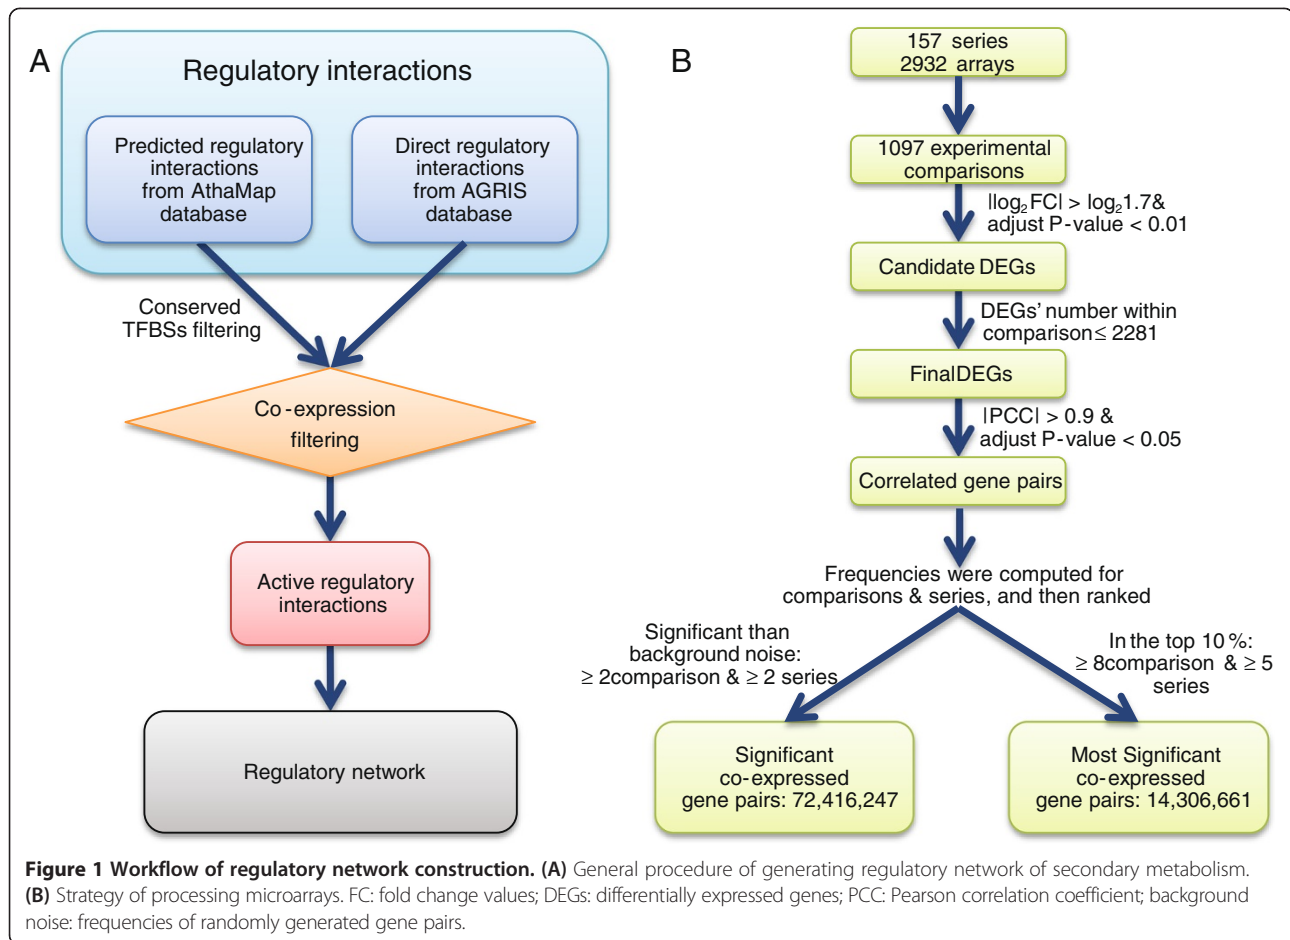 A
Regulatory interactions
Predicted regulatory
interactions
from AthaMap
database
Direct regulatory
interactions
from AGRIS
database
Conserved
TFBSs filtering
Co-expression
filtering
Active regulatory
interactions
Regulatory network
B
157 series
2932 arrays
1097 experimental
comparisons
|log₂FC| > log₂1.7&
adjust P-value < 0.01
Candidate DEGs
DEGs' number within
comparison≤ 2281
FinalDEGs
|PCC| > 0.9 &
adjust P-value < 0.05
Correlated gene pairs
Frequencies were computed for
comparisons & series, and then ranked
Significant than
background noise:
≥ 2comparison & ≥ 2 series
In the top 10%:
≥ 8comparison & ≥ 5
series
Significant
co-expressed
gene pairs: 72,416,247
Most Significant
co-expressed
gene pairs: 14,306,661
Figure 1 Workflow of regulatory network construction. (A) General procedure of generating regulatory network of secondary metabolism.
(B) Strategy of processing microarrays. FC: fold change values; DEGs: differentially expressed genes; PCC: Pearson correlation coefficient; background
noise: frequencies of randomly generated gene pairs.